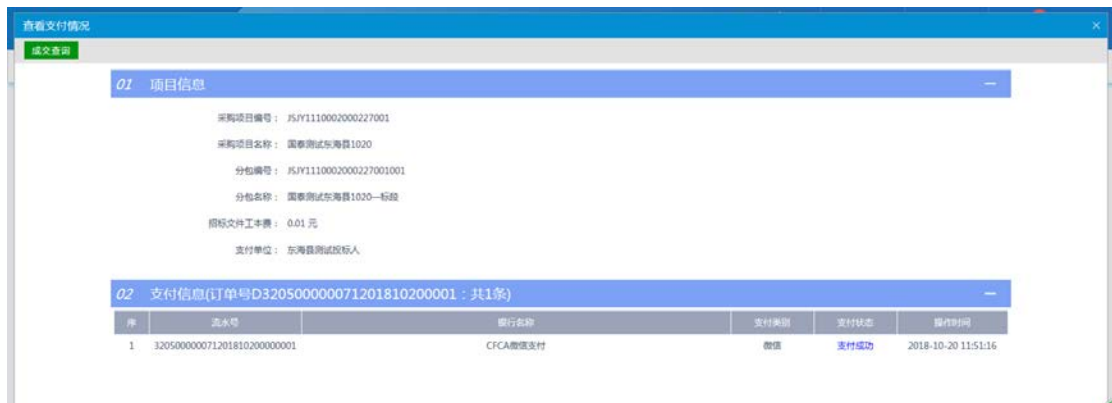 查看支付情况
成交查询
01 项目信息
采购项目编号： JSJY1110002000227001
采购项目名称： 国泰测试东海县1020
分包编号： JSJY1110002000227001001
分包名称： 国泰测试东海县1020一标段
招标文件工本费： 0.01 元
支付单位： 东海县测试投标人
02 支付信息(订单号D3205000000071201810200001：共1条)
序 流水号 银行名称 支付类别 支付状态 操作时间
1 3205000000712018102000000001 CFCA微信支付 微信 支付成功 2018-10-20 11:51:16